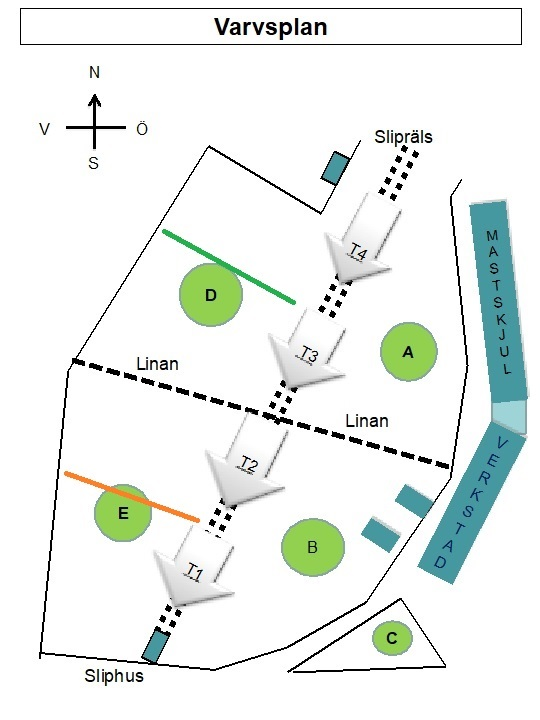 Varvsplan
N
V
Ö
S
Slipräls
T4
MASTSKJUL
D
T3
A
Linan
Linan
T2
VERKSTAD
E
B
T1
C
Sliphus